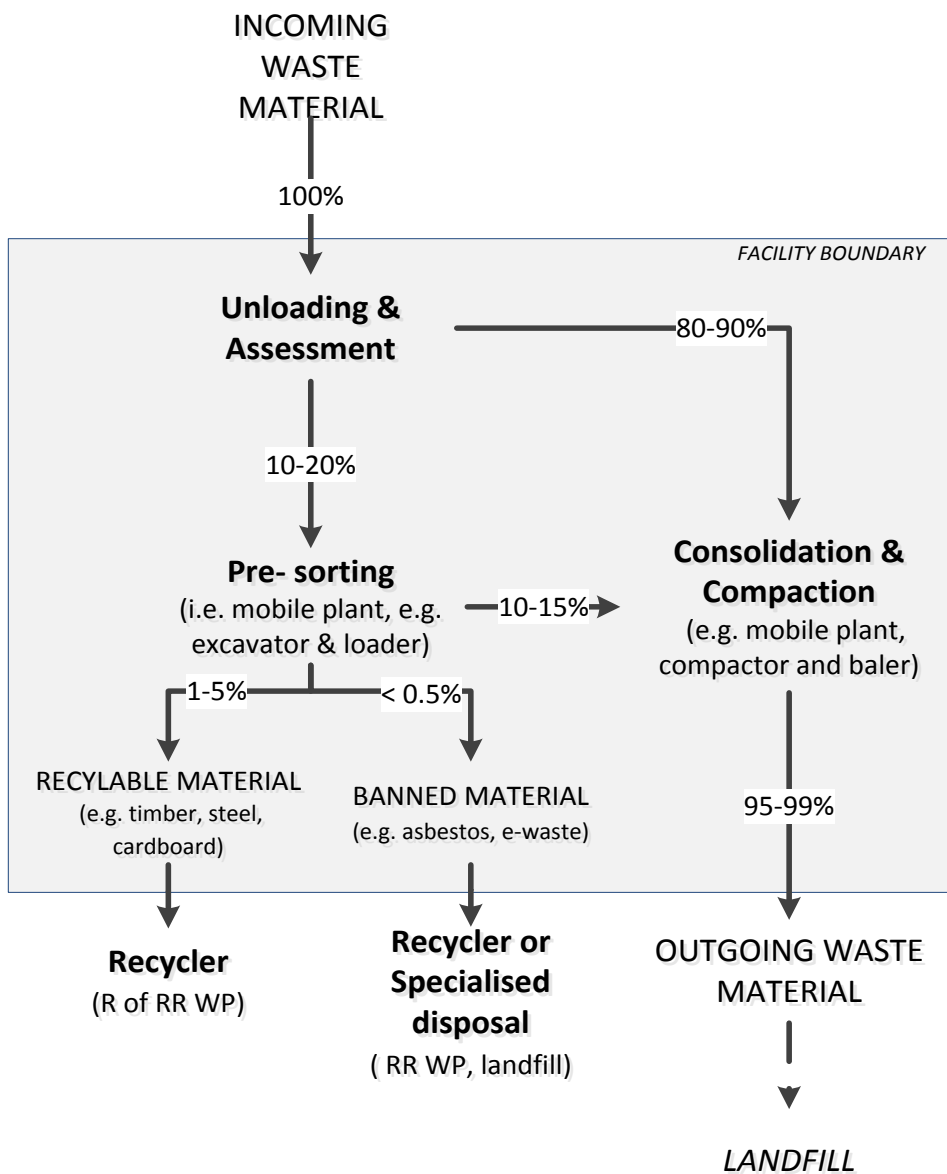 INCOMING
WASTE
MATERIAL
100%
FACILITY BOUNDARY
Unloading &
Assessment
80-90%
10-20%
Pre- sorting
(i.e. mobile plant, e.g.
excavator & loader)
10-15%
Consolidation &
Compaction
(e.g. mobile plant,
compactor and baler)
1-5%
< 0.5%
RECYLABLE MATERIAL
(e.g. timber, steel,
cardboard)
BANNED MATERIAL
(e.g. asbestos, e-waste)
95-99%
Recycler
(R of RR WP)
Recycler or
Specialised
disposal
( RR WP, landfill)
OUTGOING WASTE
MATERIAL
LANDFILL